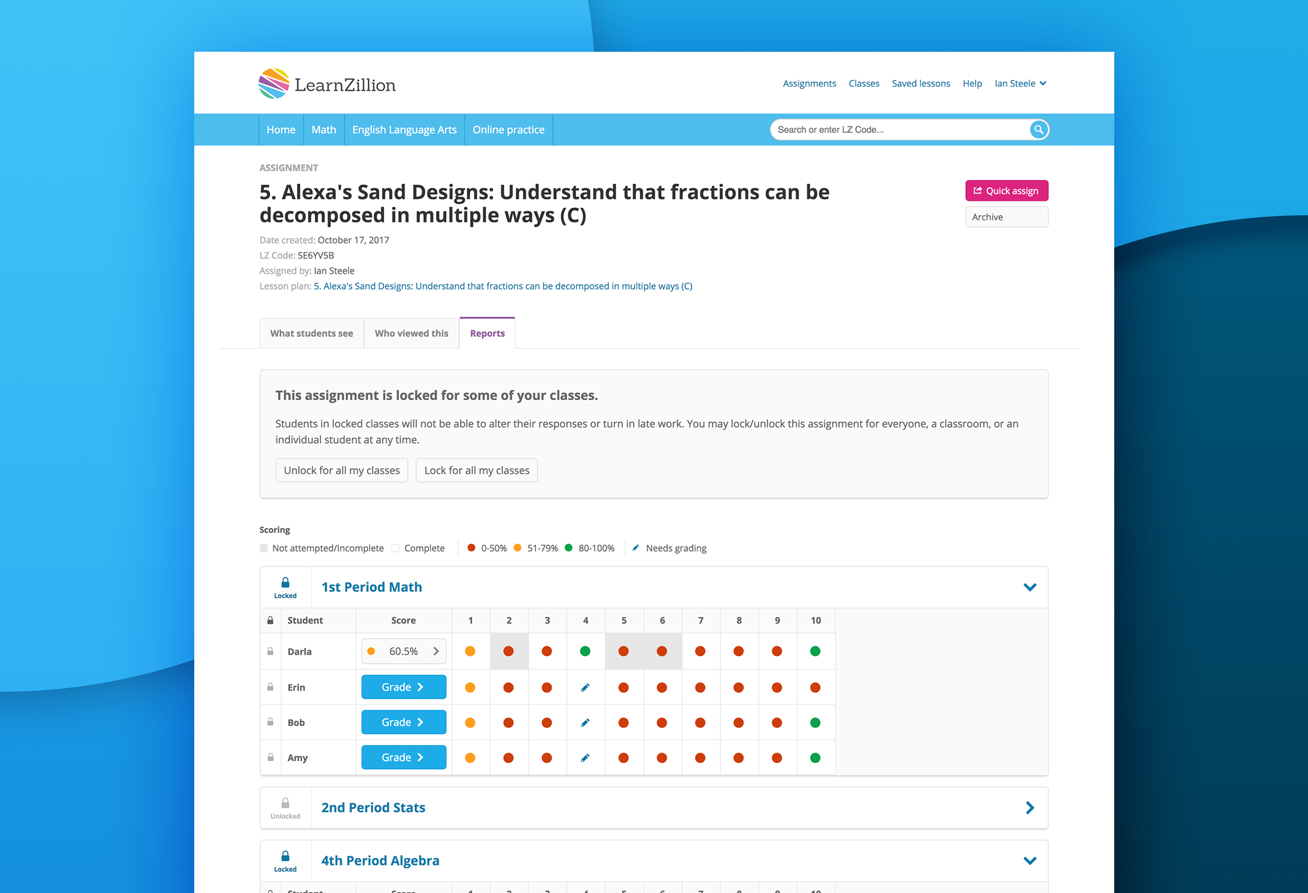 LearnZillion
Assignments Classes Saved lessons Help Ian Steele
Home Math English Language Arts Online practice Search or enter LZ Code...
ASSIGNMENT
5. Alexa's Sand Designs: Understand that fractions can be
decomposed in multiple ways (C)
Quick assign
Archive
Date created: October 17, 2017
LZ Code: SE6YV5B
Assigned by: Ian Steele
Lesson plan: 5. Alexa's Sand Designs: Understand that fractions can be decomposed in multiple ways (C)
What students see Who viewed this Reports
This assignment is locked for some of your classes.
Students in locked classes will not be able to alter their responses or turn in late work. You may lock/unlock this assignment for everyone, a classroom, or an
individual student at any time.
Unlock for all my classes Lock for all my classes
Scoring
Not attempted/Incomplete Complete 0-50% 51-79% 80-100% Needs grading
Locked 1st Period Math
Student Score 1 2 3 4 5 6 7 8 9 10
Darla 60.5%
Erin Grade
Bob Grade
Amy Grade
Unlocked 2nd Period Stats
Locked 4th Period Algebra
Student Score 1 2 3 4 5 6 7 8 9 10